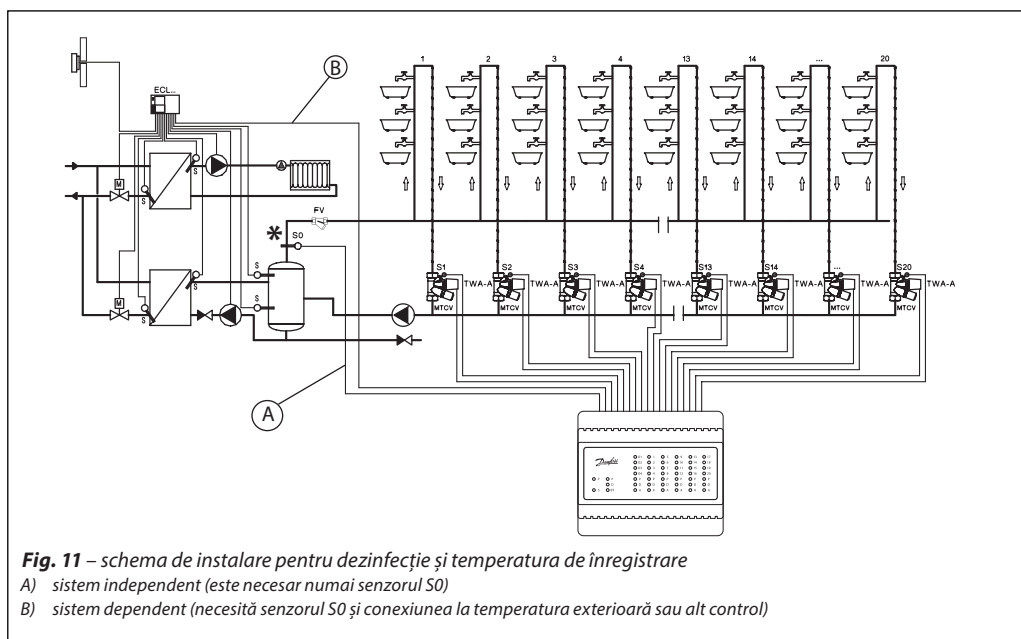 B
1 2 3 4 13 14 ... 20
ECL...
M
S
S
FV
S0
S
S
M
S
S
S1 S2 S3 S4 S13 S14 ... S20
TWA-A TWA-A TWA-A TWA-A TWA-A TWA-A TWA-A TWA-A
MTCV MTCV MTCV MTCV MTCV MTCV MTCV MTCV
A
Danfoss
Fig. 11 – schema de instalare pentru dezinfecție și temperatura de înregistrare
A) sistem independent (este necesar numai senzorul S0)
B) sistem dependent (necesită senzorul S0 și conexiunea la temperatura exterioară sau alt control)